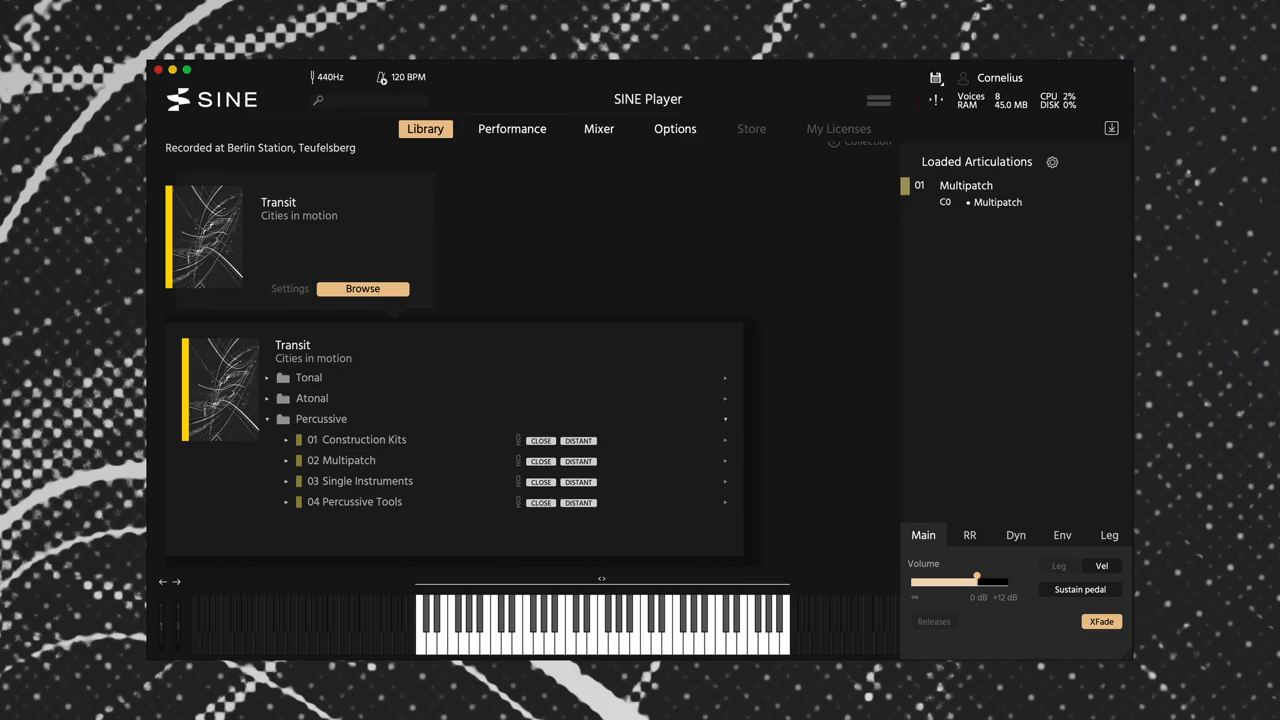 440Hz
120 BPM
Cornelius
SINE
SINE Player
Voices 8 CPU 2%
RAM 45.0 MB DISK 0%
Library Performance Mixer Options Store My Licenses
Recorded at Berlin Station, Teufelsberg
Collection
Transit
Cities in motion
Settings Browse
Transit
Cities in motion
Tonal
Atonal
Percussive
01 Construction Kits CLOSE DISTANT
02 Multipatch CLOSE DISTANT
03 Single Instruments CLOSE DISTANT
04 Percussive Tools CLOSE DISTANT
Loaded Articulations
01 Multipatch
C0 • Multipatch
Main RR Dyn Env Leg
Volume
Leg Vel
∞ 0 dB +12 dB
Sustain pedal
Releases
XFade